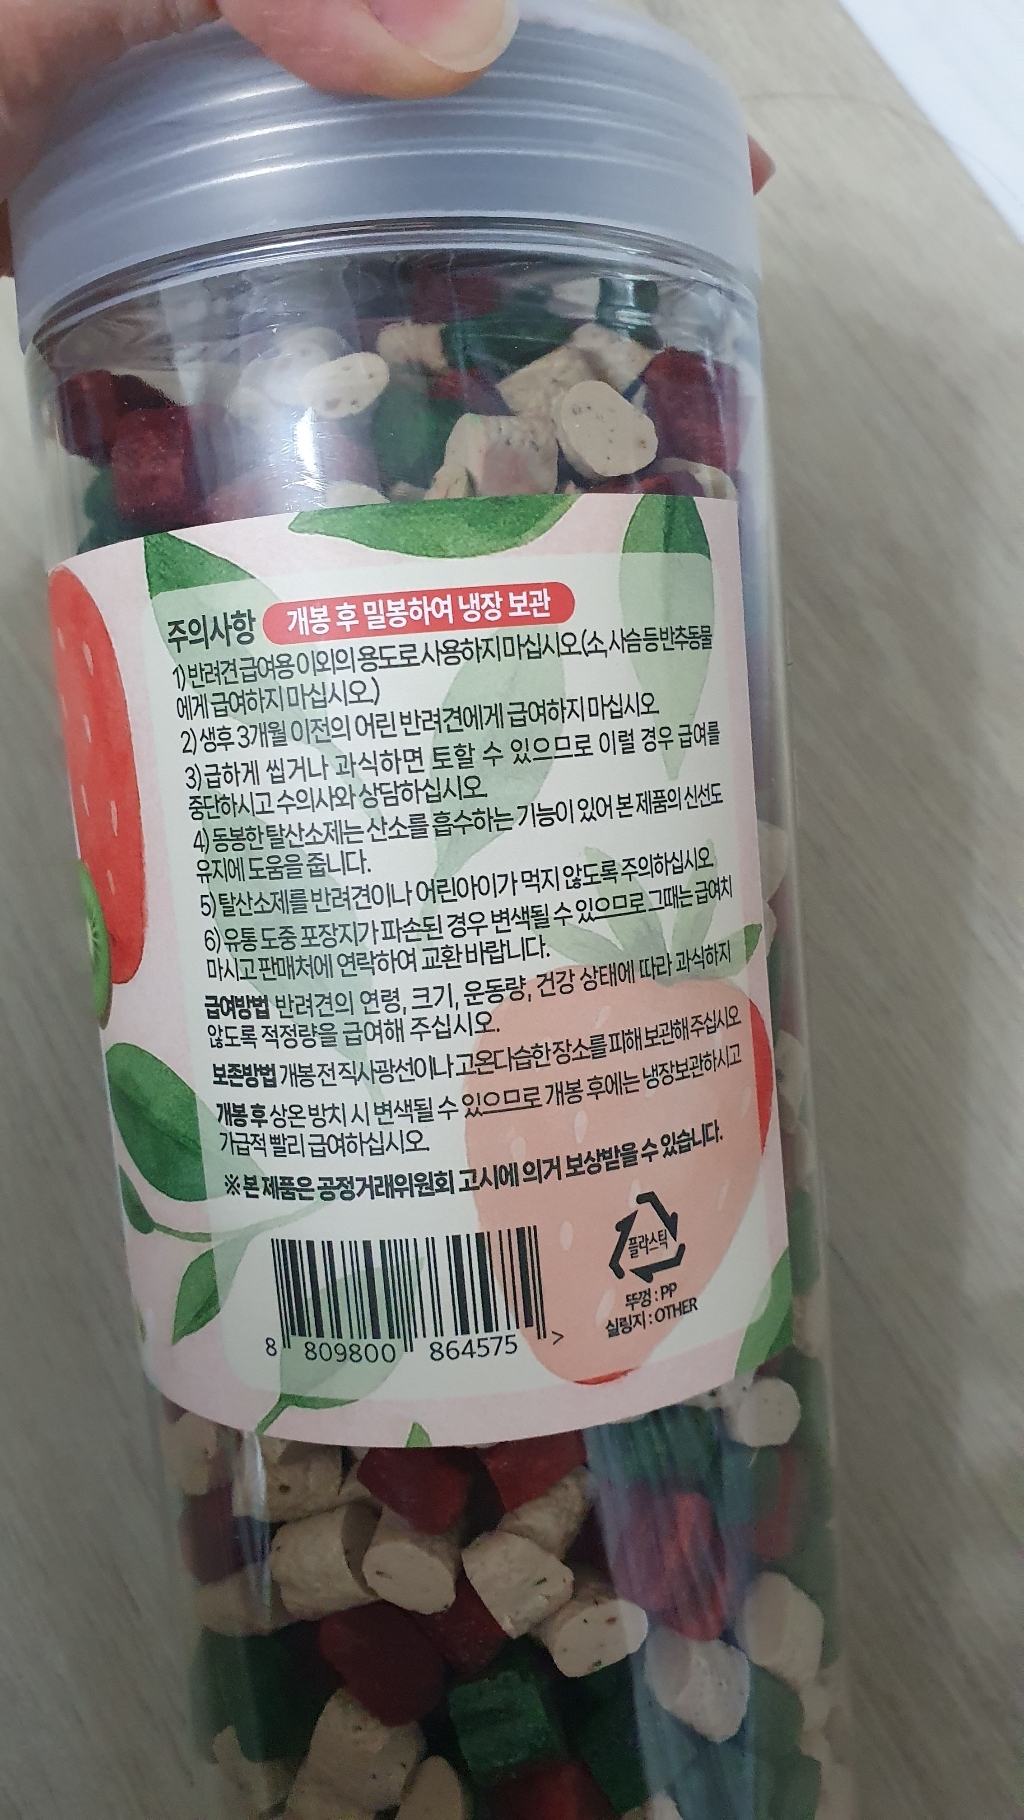 주의사항 개봉 후 밀봉하여 냉장 보관
1) 반려견 급여용 이외의 용도로 사용하지 마십시오.(소, 사슴 등 반추동물
에게 급여하지 마십시오.)
2) 생후 3개월 이전의 어린 반려견에게 급여하지 마십시오.
3) 급하게 씹거나 과식하면 토할 수 있으므로 이럴 경우 급여를
중단하시고 수의사와 상담하십시오.
4) 동봉한 탈산소제는 산소를 흡수하는 기능이 있어 본 제품의 신선도
유지에 도움을 줍니다.
5) 탈산소제를 반려견이나 어린아이가 먹지 않도록 주의하십시오.
6) 유통 도중 포장지가 파손된 경우 변색될 수 있으므로 그때는 급여치
마시고 판매처에 연락하여 교환 바랍니다.
급여방법 반려견의 연령, 크기, 운동량, 건강 상태에 따라 과식하지
않도록 적정량을 급여해 주십시오.
보존방법 개봉 전 직사광선이나 고온다습한 장소를 피해 보관해 주십시오
개봉 후 상온 방치 시 변색될 수 있으므로 개봉 후에는 냉장보관하시고
가급적 빨리 급여하십시오.
※ 본 제품은 공정거래위원회 고시에 의거 보상받을 수 있습니다.
플라스틱
뚜껑 : PP
실링지 : OTHER
8 809800 864575 >